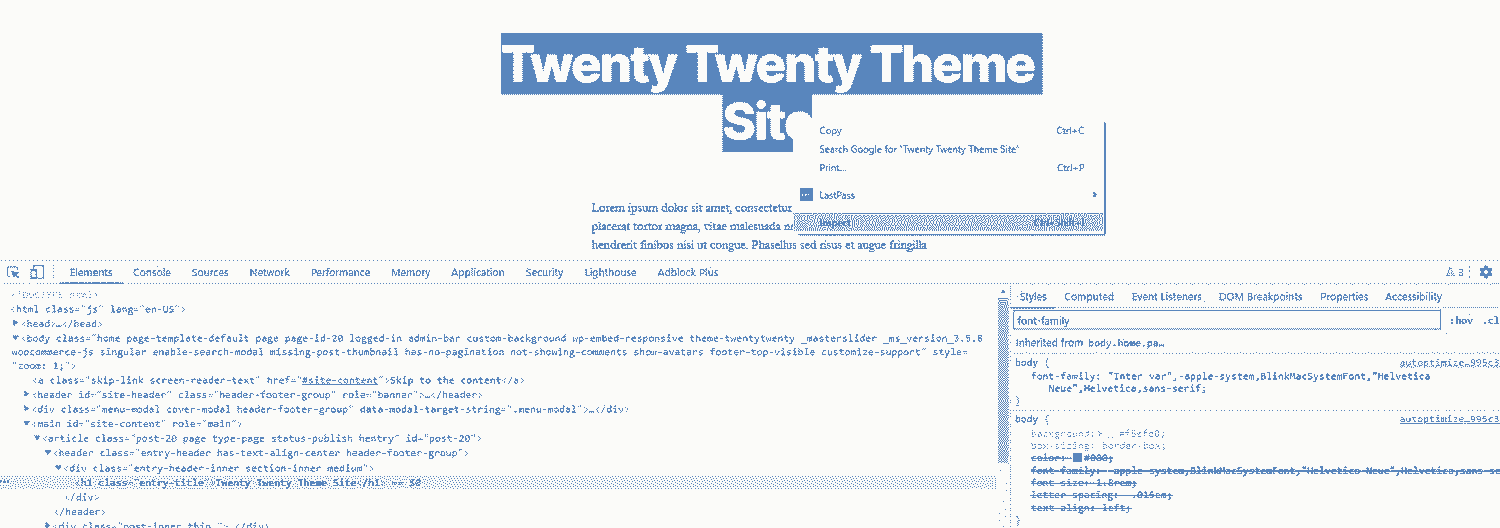 Twenty Twenty Theme
Site
Copy Ctrl+C
Search Google for "Twenty Twenty Theme Site"
Print... Ctrl+P
LastPass
Inspect Ctrl+Shift+I
Lorem ipsum dolor sit amet, consectetur
placerat tortor magna, vitae malesuada
hendrerit finibus nisi ut congue. Phasellus sed risus et augue fringilla
Elements Console Sources Network Performance Memory Application Security Lighthouse Adblock Plus 3
Styles Computed Event Listeners DOM Breakpoints Properties Accessibility
font-family :hov .cl
Inherited from body.home.pa…
body { autoptimize_995c3
font-family: "Inter var",-apple-system,BlinkMacSystemFont,"Helvetica
Neue",Helvetica,sans-serif;
}
body { autoptimize_995c3
background: #f5efe0;
box-sizing: border-box;
color: #000;
font-family: -apple-system,BlinkMacSystemFont,"Helvetica Neue",Helvetica,sans-se
font-size: 1.8rem;
letter-spacing: -.015em;
text-align: left;
}
<!DOCTYPE html>
<html class="js" lang="en-US">
<head>…</head>
<body class="home page-template-default page page-id-20 logged-in admin-bar custom-background wp-embed-responsive theme-twentytwenty _masterslider _ms_version_3.5.8
woocommerce-js singular enable-search-modal missing-post-thumbnail has-no-pagination not-showing-comments show-avatars footer-top-visible customize-support" style=
"zoom: 1;">
<a class="skip-link screen-reader-text" href="#site-content">Skip to the content</a>
<header id="site-header" class="header-footer-group" role="banner">…</header>
<div class="menu-modal cover-modal header-footer-group" data-modal-target-string=".menu-modal">…</div>
<main id="site-content" role="main">
<article class="post-20 page type-page status-publish hentry" id="post-20">
<header class="entry-header has-text-align-center header-footer-group">
<div class="entry-header-inner section-inner medium">
<h1 class="entry-title">Twenty Twenty Theme Site</h1> == $0
</div>
</header>
<div class="post-inner thin "> </div>